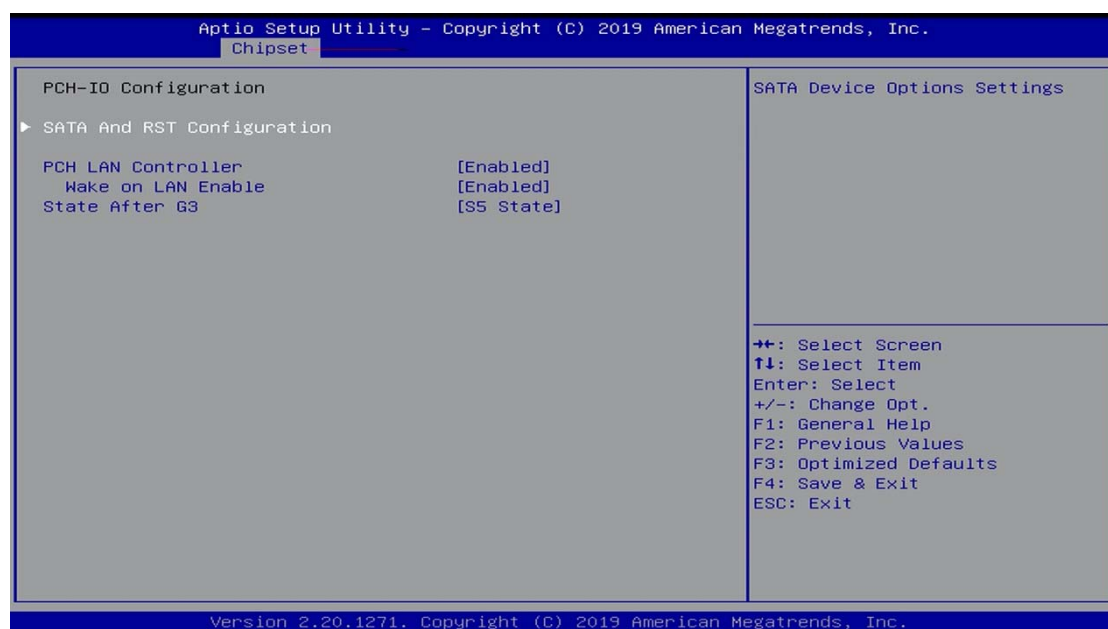 Aptio Setup Utility – Copyright (C) 2019 American Megatrends, Inc.
Chipset
PCH-IO Configuration
SATA And RST Configuration
PCH LAN Controller [Enabled]
Wake on LAN Enable [Enabled]
State After G3 [S5 State]
SATA Device Options Settings
→←: Select Screen
↑↓: Select Item
Enter: Select
+/-: Change Opt.
F1: General Help
F2: Previous Values
F3: Optimized Defaults
F4: Save & Exit
ESC: Exit
Version 2.20.1271. Copyright (C) 2019 American Megatrends, Inc.